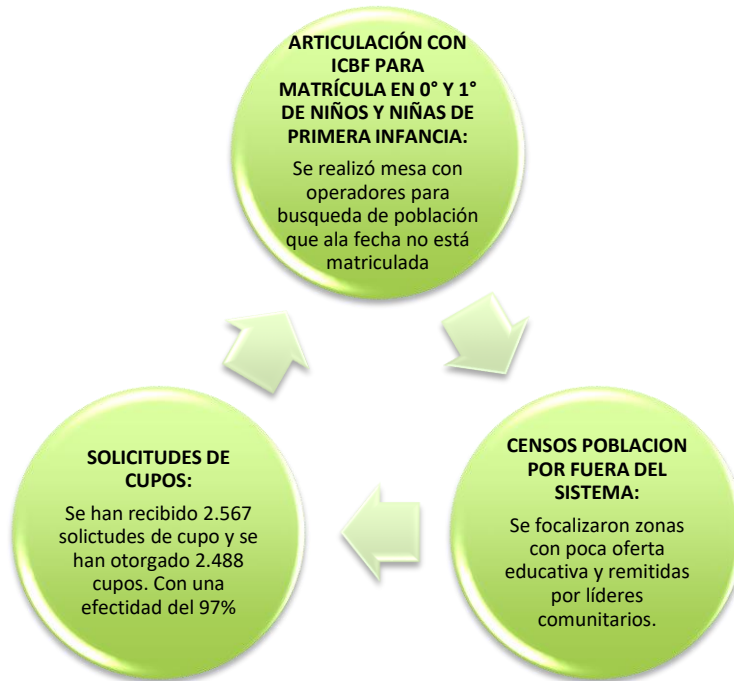 ARTICULACIÓN CON
ICBF PARA
MATRÍCULA EN 0° Y 1°
DE NIÑOS Y NIÑAS DE
PRIMERA INFANCIA:
Se realizó mesa con
operadores para
busqueda de población
que ala fecha no está
matriculada
CENSOS POBLACION
POR FUERA DEL
SISTEMA:
Se focalizaron zonas
con poca oferta
educativa y remitidas
por líderes
comunitarios.
SOLICITUDES DE
CUPOS:
Se han recibido 2.567
solictudes de cupo y se
han otorgado 2.488
cupos. Con una
efectidad del 97%